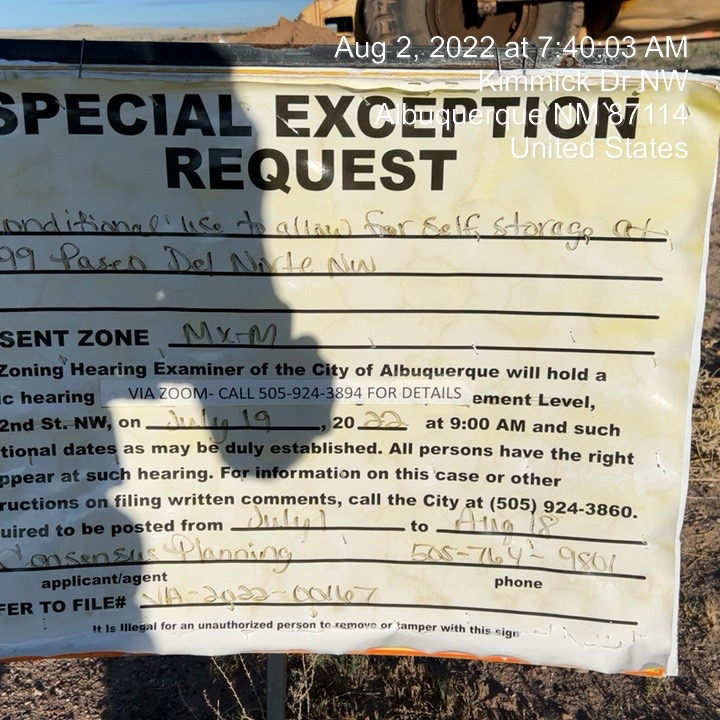 Aug 2, 2022 at 7:40:03 AM
Kimmick Dr NW
Albuquerque NM 87114
United States
SPECIAL EXCEPTION
REQUEST
onditional use to allow for self storage at
99 Paseo Del Norte NW
SENT ZONE MX-M
Zoning Hearing Examiner of the City of Albuquerque will hold a
ic hearing VIA ZOOM- CALL 505-924-3894 FOR DETAILS ement Level,
2nd St. NW, on July 19, 2022 at 9:00 AM and such
tional dates as may be duly established. All persons have the right
ppear at such hearing. For information on this case or other
ructions on filing written comments, call the City at (505) 924-3860.
uired to be posted from July 1 to Aug 18
Consensus Planning 505-764-9801
applicant/agent phone
FER TO FILE# VA-2022-00167
It Is Illegal for an unauthorized person to remove or tamper with this sign